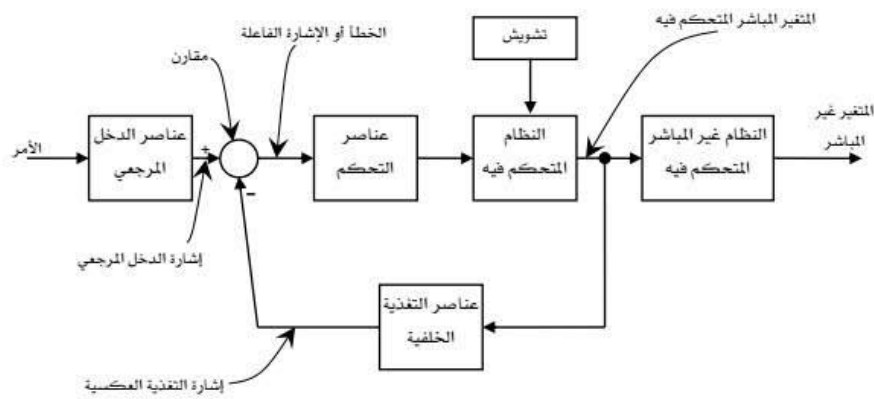 المتغير المباشر المتحكم فيه
تشويش
الخطأ أو الإشارة الفاعلة
مقارن
المتغير غير
المباشر
النظام غير المباشر
المتحكم فيه
النظام
المتحكم فيه
عناصر
التحكم
عناصر الدخل
المرجعي
الأمر
+
-
إشارة الدخل المرجعي
عناصر التغذية
الخلفية
إشارة التغذية العكسية